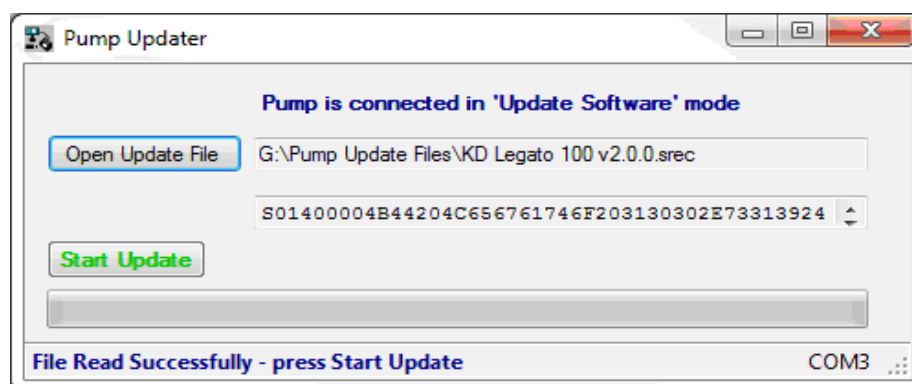 Pump Updater
Pump is connected in 'Update Software' mode
Open Update File G:\Pump Update Files\KD Legato 100 v2.0.0.srec
S01400004B44204C656761746F203130302E73313924
Start Update
File Read Successfully - press Start Update COM3